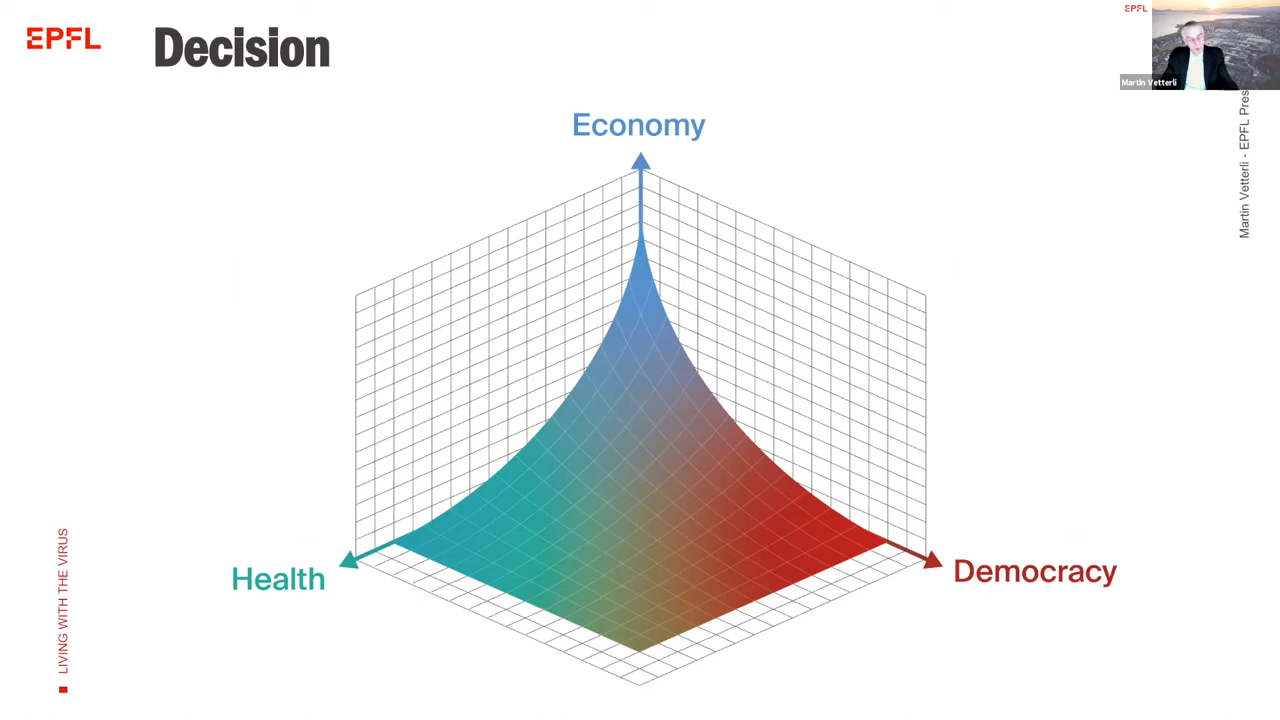 EPFL
Decision
EPFL
Martin Vetterli
Economy
Martin Vetterli - EPFL Pres
Health
Democracy
LIVING WITH THE VIRUS